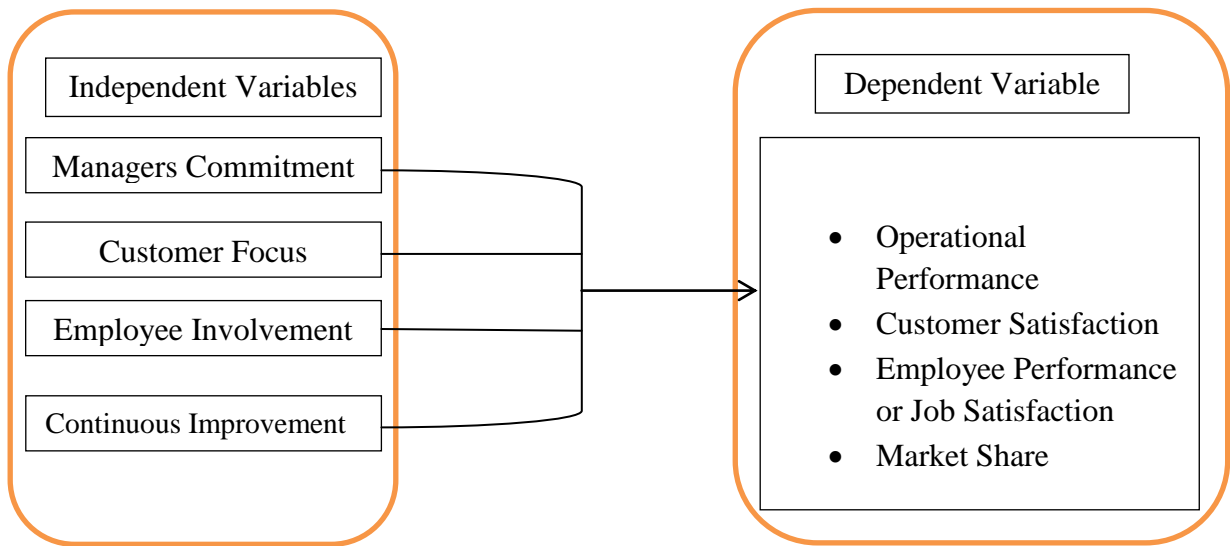 Independent Variables
Managers Commitment
Customer Focus
Employee Involvement
Continuous Improvement
Dependent Variable
• Operational
Performance
• Customer Satisfaction
• Employee Performance
or Job Satisfaction
• Market Share